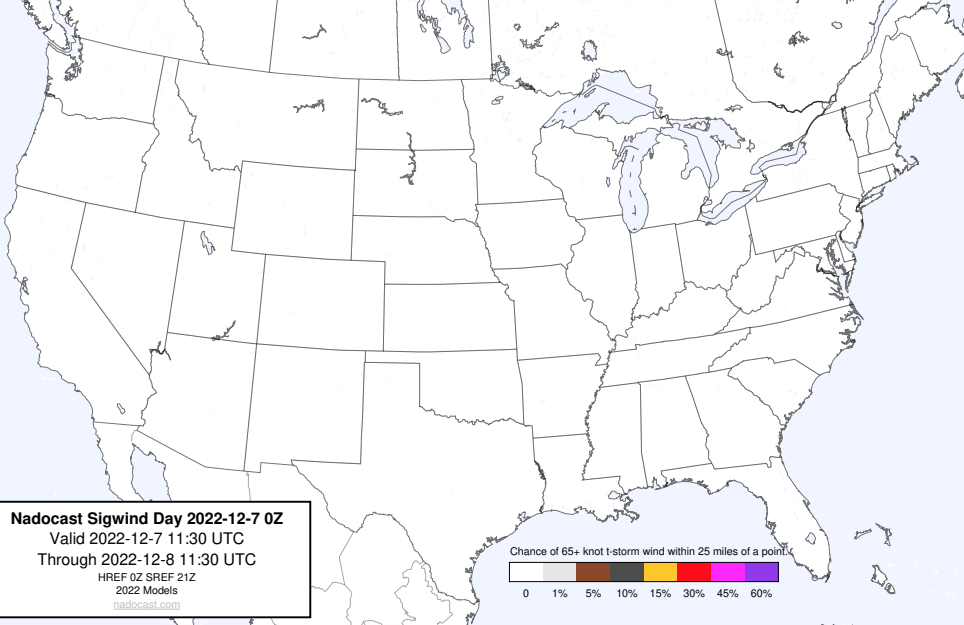 Nadocast Sigwind Day 2022-12-7 0Z
Valid 2022-12-7 11:30 UTC
Through 2022-12-8 11:30 UTC
HREF 0Z SREF 21Z
2022 Models
nadocast.com
Chance of 65+ knot t-storm wind within 25 miles of a point.
0 1% 5% 10% 15% 30% 45% 60%